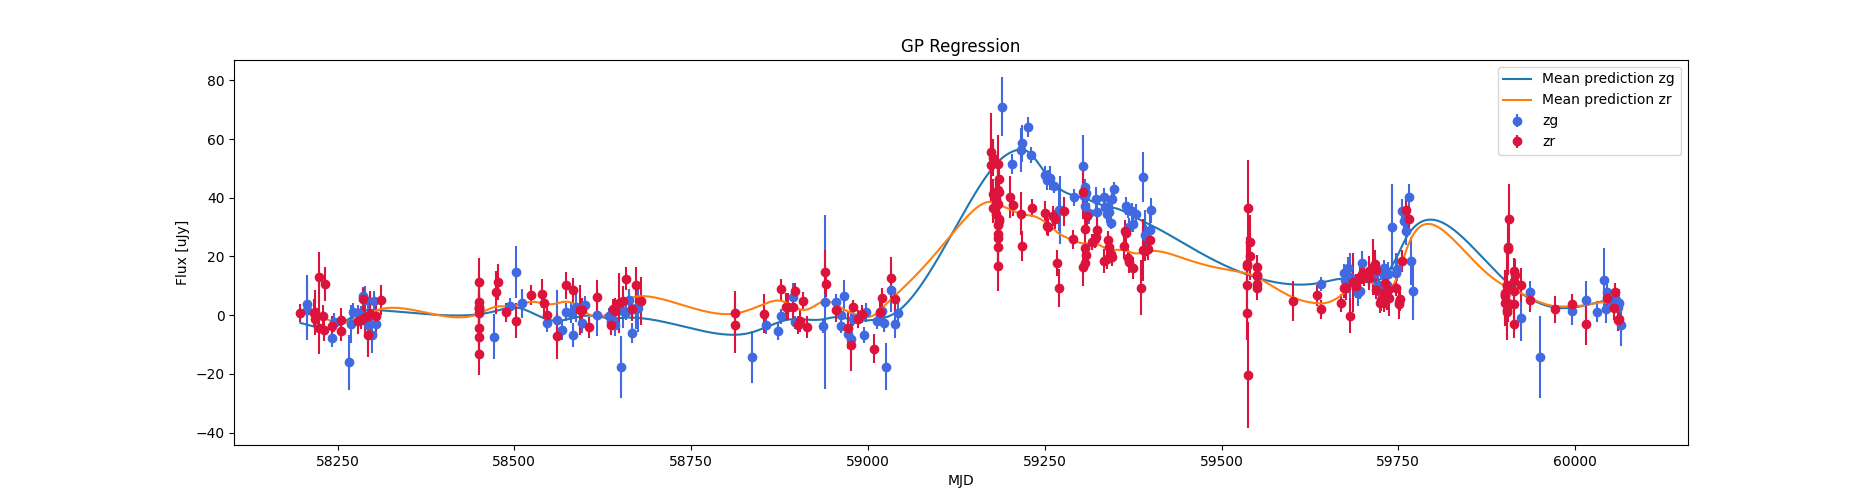 GP Regression
Flux [uJy]
80
60
40
20
0
−20
−40
Mean prediction zg
Mean prediction zr
zg
zr
58250 58500 58750 59000 59250 59500 59750 60000
MJD